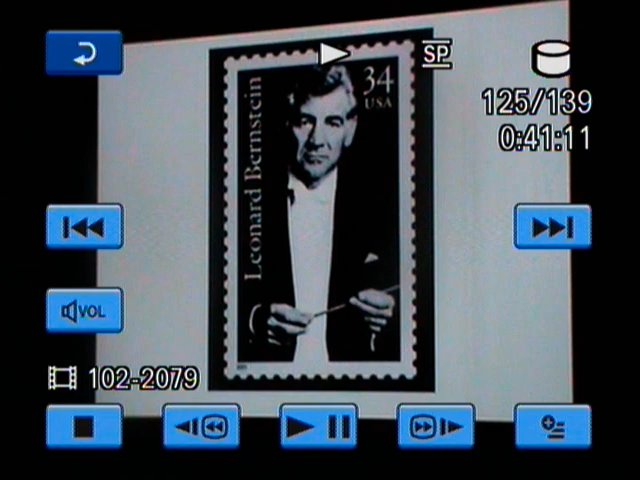 SP
34
USA
125/139
0:41:11
Leonard Bernstein
VOL
102-2079